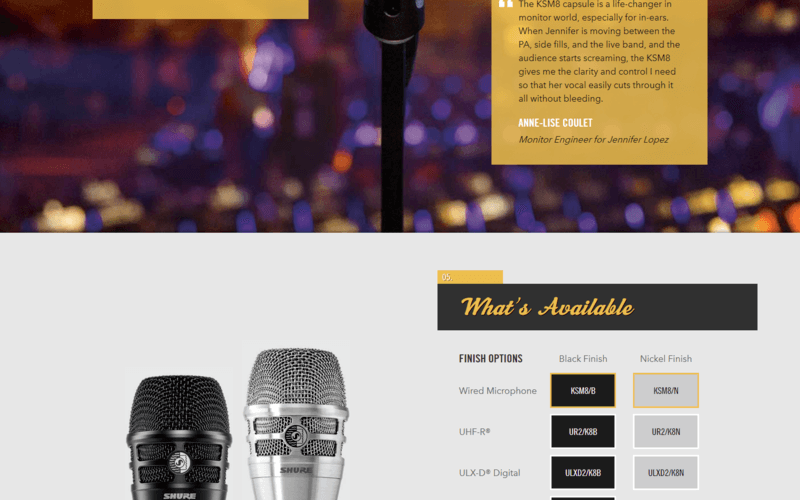 The KSM8 capsule is a life-changer in
monitor world, especially for in-ears.
When Jennifer is moving between the
PA, side fills, and the live band, and the
audience starts screaming, the KSM8
gives me the clarity and control I need
so that her vocal easily cuts through it
all without bleeding.
ANNE-LISE COULET
Monitor Engineer for Jennifer Lopez
05.
What's Available
FINISH OPTIONS Black Finish Nickel Finish
Wired Microphone KSM8/B KSM8/N
UHF-R® UR2/K8B UR2/K8N
ULX-D® Digital ULXD2/K8B ULXD2/K8N
SHURE
SHURE